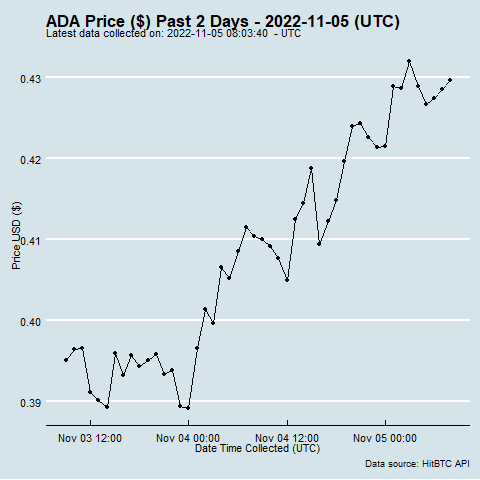 ADA Price ($) Past 2 Days - 2022-11-05 (UTC)
Latest data collected on: 2022-11-05 08:03:40 - UTC
0.43
0.42
0.41
0.40
0.39
Price USD ($)
Nov 03 12:00
Nov 04 00:00
Nov 04 12:00
Nov 05 00:00
Date Time Collected (UTC)
Data source: HitBTC API